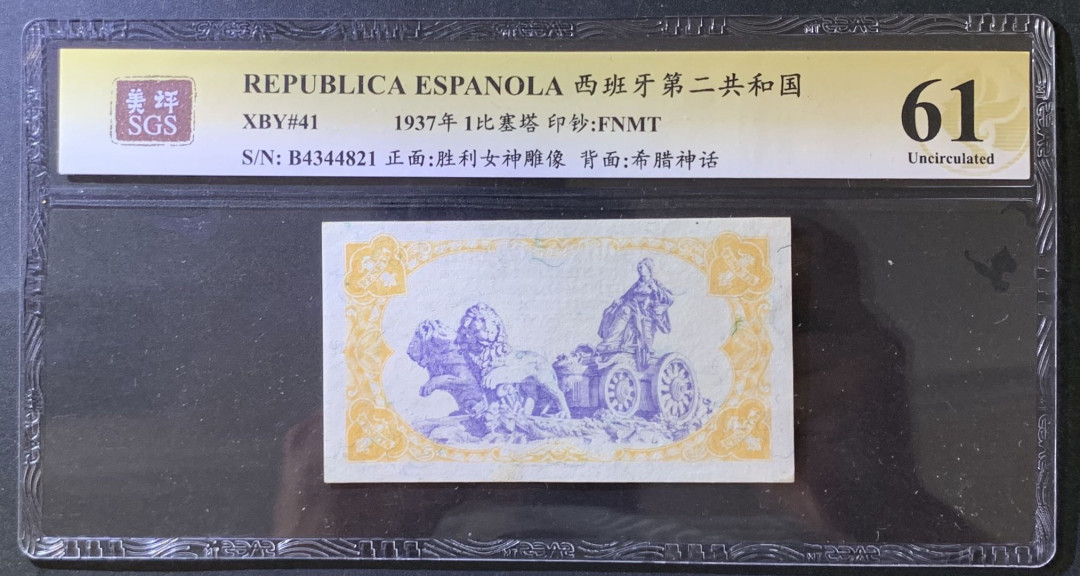 美评
SGS
REPUBLICA ESPANOLA 西班牙第二共和国
XBY#41 1937年 1比塞塔 印钞:FNMT
S/N: B4344821 正面:胜利女神雕像 背面:希腊神话
61
Uncirculated